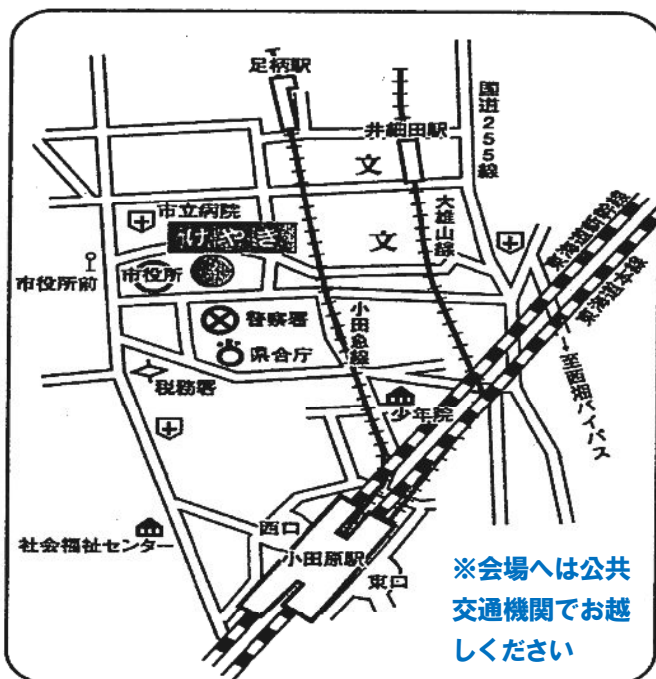 足柄駅
井細田駅
国道255線
文
市立病院
大雄山線
けやき
文
東海道新幹線
東海道本線
市役所前
市役所
警察署
小田急線
県合庁
税務署
少年院
→至西湘バイパス
西口
社会福祉センター
小田原駅
東口
※会場へは公共
交通機関でお越
しください